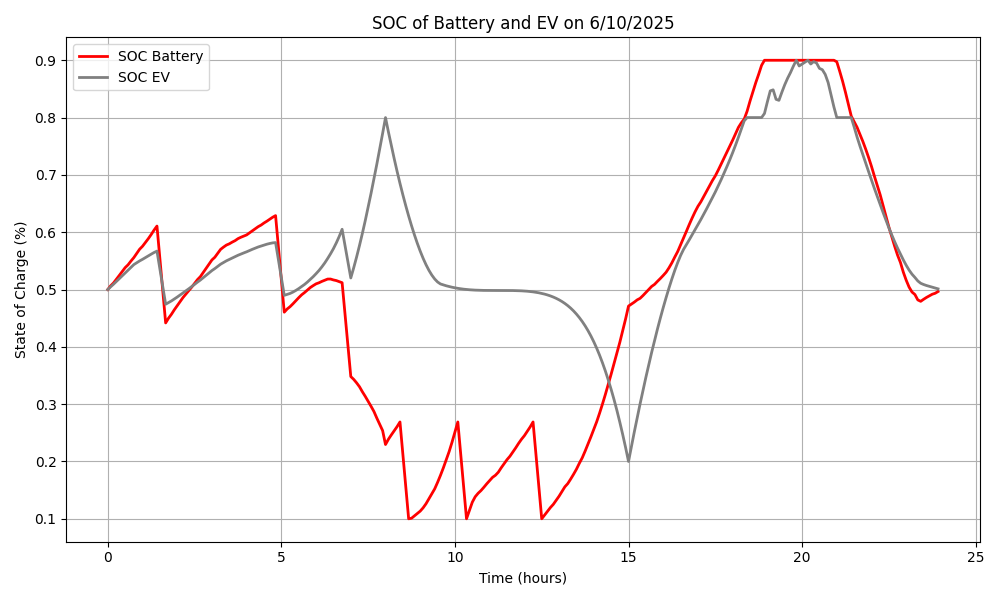 SOC of Battery and EV on 6/10/2025
SOC Battery
SOC EV
State of Charge (%)
0.9
0.8
0.7
0.6
0.5
0.4
0.3
0.2
0.1
0 5 10 15 20 25
Time (hours)